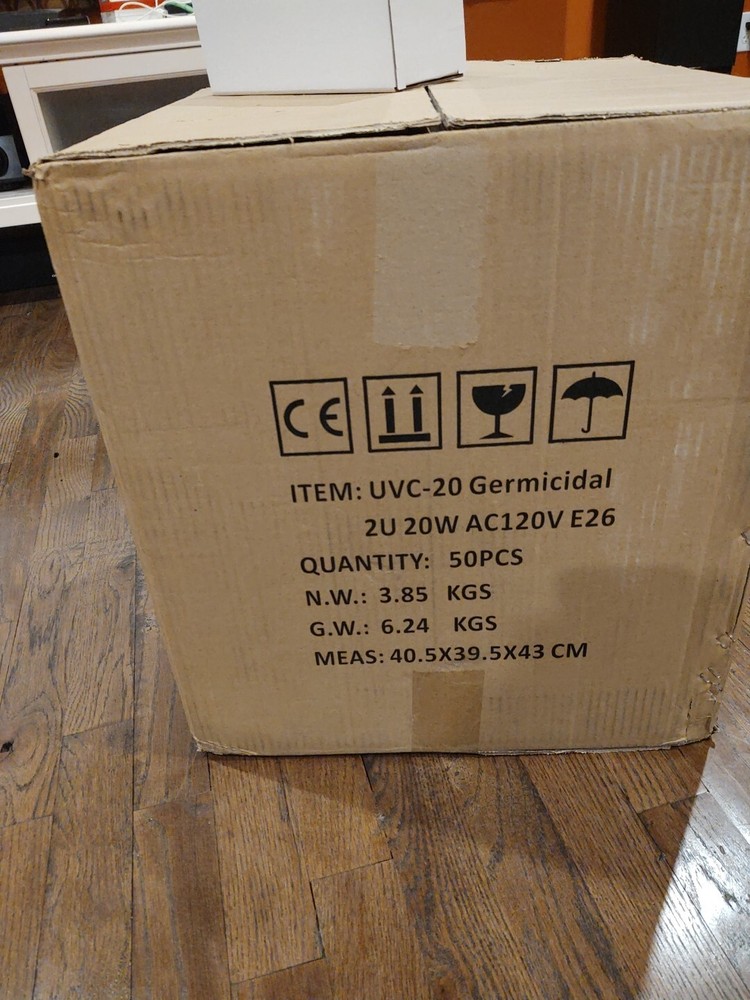 CE
ITEM: UVC-20 Germicidal
2U 20W AC120V E26
QUANTITY: 50PCS
N.W.: 3.85 KGS
G.W.: 6.24 KGS
MEAS: 40.5X39.5X43 CM